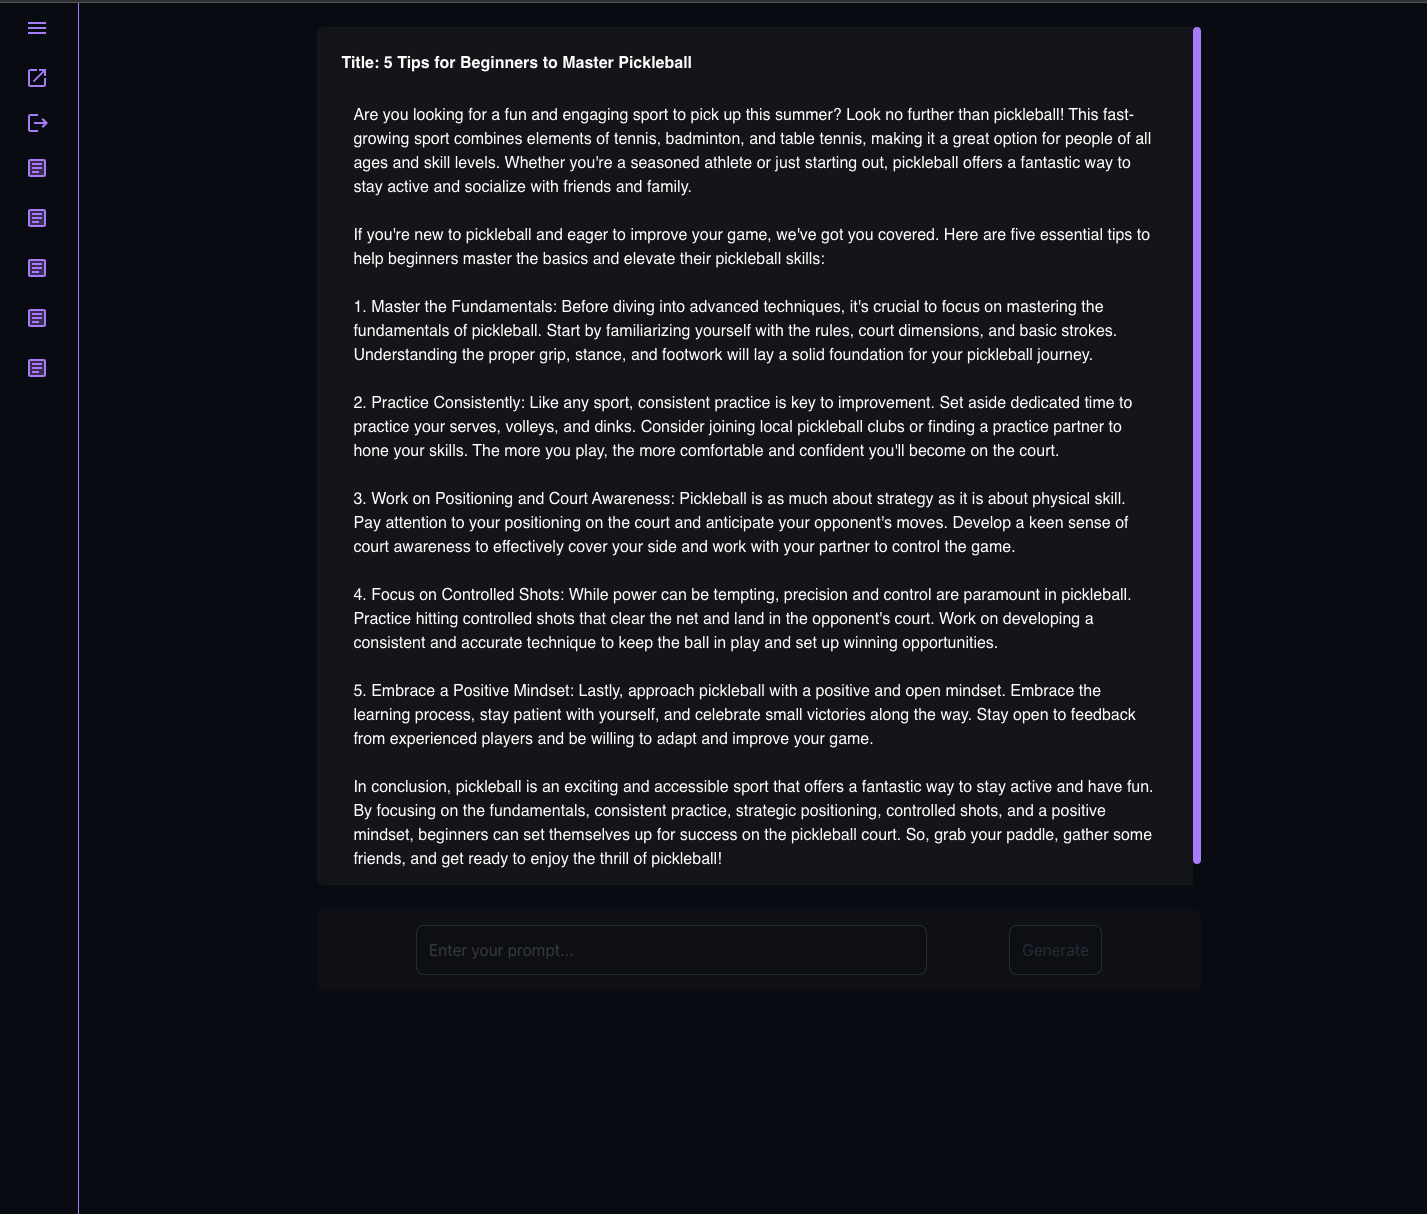 Title: 5 Tips for Beginners to Master Pickleball
Are you looking for a fun and engaging sport to pick up this summer? Look no further than pickleball! This fast-
growing sport combines elements of tennis, badminton, and table tennis, making it a great option for people of all
ages and skill levels. Whether you're a seasoned athlete or just starting out, pickleball offers a fantastic way to
stay active and socialize with friends and family.
If you're new to pickleball and eager to improve your game, we've got you covered. Here are five essential tips to
help beginners master the basics and elevate their pickleball skills:
1. Master the Fundamentals: Before diving into advanced techniques, it's crucial to focus on mastering the
fundamentals of pickleball. Start by familiarizing yourself with the rules, court dimensions, and basic strokes.
Understanding the proper grip, stance, and footwork will lay a solid foundation for your pickleball journey.
2. Practice Consistently: Like any sport, consistent practice is key to improvement. Set aside dedicated time to
practice your serves, volleys, and dinks. Consider joining local pickleball clubs or finding a practice partner to
hone your skills. The more you play, the more comfortable and confident you'll become on the court.
3. Work on Positioning and Court Awareness: Pickleball is as much about strategy as it is about physical skill.
Pay attention to your positioning on the court and anticipate your opponent's moves. Develop a keen sense of
court awareness to effectively cover your side and work with your partner to control the game.
4. Focus on Controlled Shots: While power can be tempting, precision and control are paramount in pickleball.
Practice hitting controlled shots that clear the net and land in the opponent's court. Work on developing a
consistent and accurate technique to keep the ball in play and set up winning opportunities.
5. Embrace a Positive Mindset: Lastly, approach pickleball with a positive and open mindset. Embrace the
learning process, stay patient with yourself, and celebrate small victories along the way. Stay open to feedback
from experienced players and be willing to adapt and improve your game.
In conclusion, pickleball is an exciting and accessible sport that offers a fantastic way to stay active and have fun.
By focusing on the fundamentals, consistent practice, strategic positioning, controlled shots, and a positive
mindset, beginners can set themselves up for success on the pickleball court. So, grab your paddle, gather some
friends, and get ready to enjoy the thrill of pickleball!
Enter your prompt...
Generate